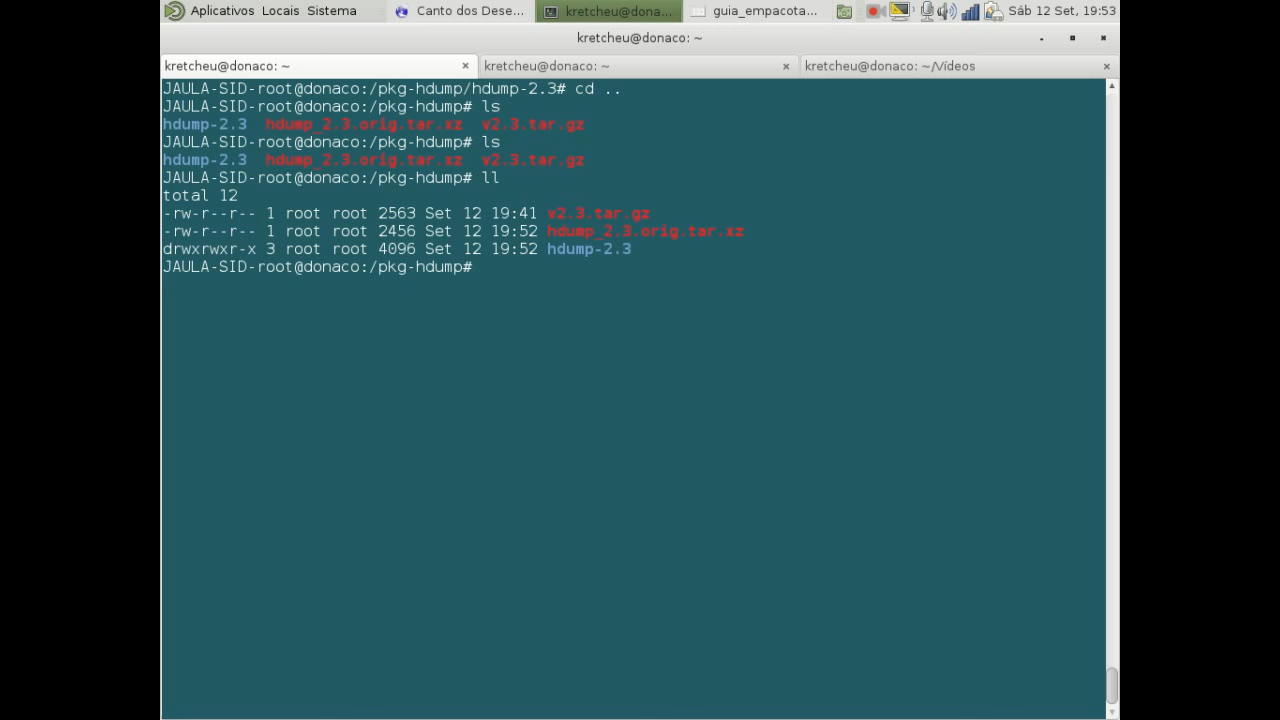 Aplicativos Locais Sistema Canto dos Dese... kretcheu@dona... guia_empacota... Sáb 12 Set, 19:53
kretcheu@donaco: ~
kretcheu@donaco: ~ kretcheu@donaco: ~ kretcheu@donaco: ~/Vídeos
JAULA-SID-root@donaco:/pkg-hdump/hdump-2.3# cd ..
JAULA-SID-root@donaco:/pkg-hdump# ls
hdump-2.3 hdump_2.3.orig.tar.xz v2.3.tar.gz
JAULA-SID-root@donaco:/pkg-hdump# ls
hdump-2.3 hdump_2.3.orig.tar.xz v2.3.tar.gz
JAULA-SID-root@donaco:/pkg-hdump# ll
total 12
-rw-r--r-- 1 root root 2563 Set 12 19:41 v2.3.tar.gz
-rw-r--r-- 1 root root 2456 Set 12 19:52 hdump_2.3.orig.tar.xz
drwxrwxr-x 3 root root 4096 Set 12 19:52 hdump-2.3
JAULA-SID-root@donaco:/pkg-hdump#